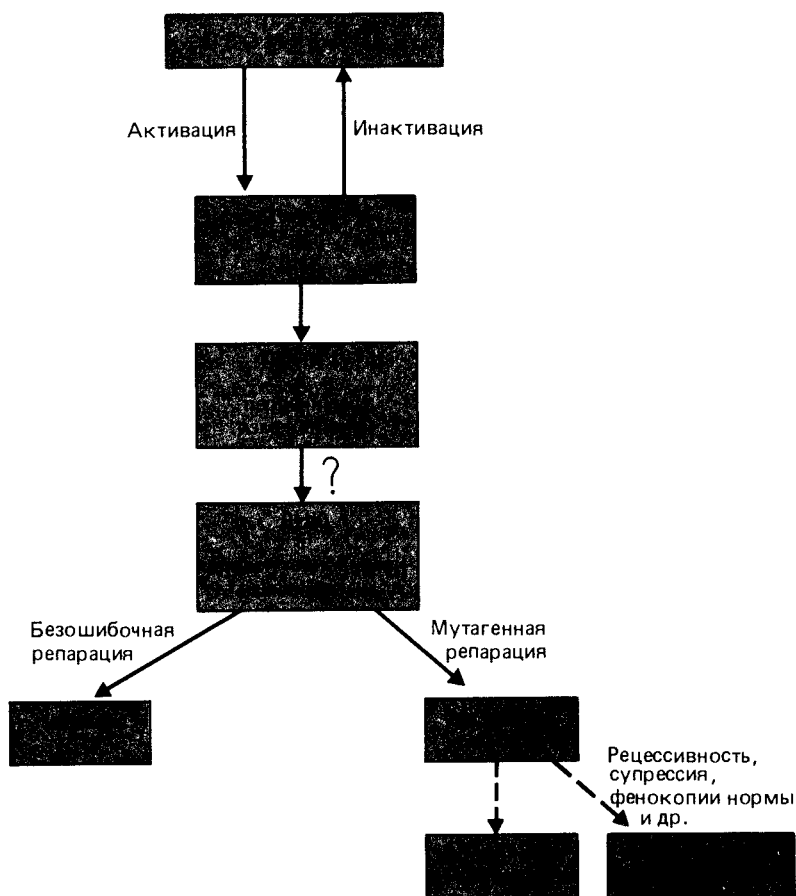 Активация
Инактивация
?
Безошибочная
репарация
Мутагенная
репарация
Рецессивность,
супрессия,
фенокопии нормы
и др.